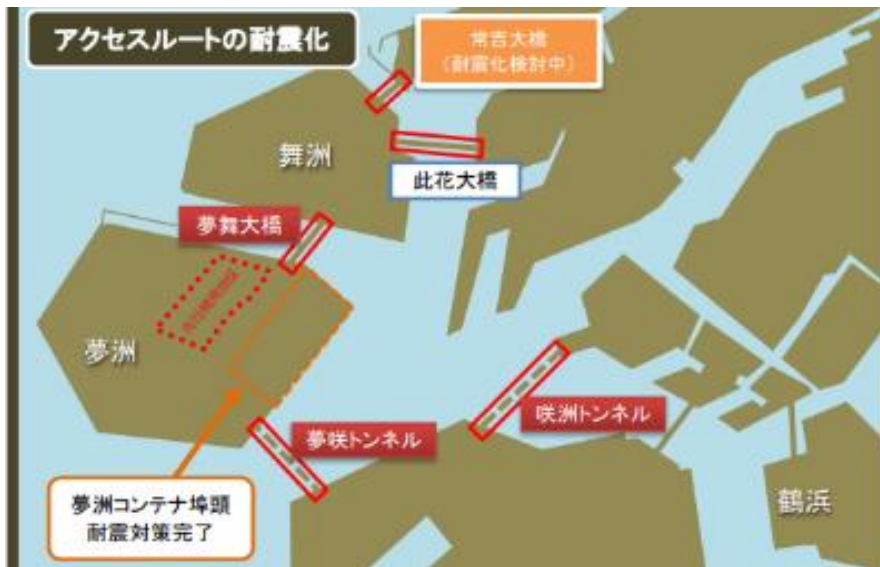 アクセスルートの耐震化
常吉大橋
(耐震化検討中)
舞洲
此花大橋
夢舞大橋
夢洲
咲洲トンネル
夢咲トンネル
夢洲コンテナ埠頭
耐震対策完了
鶴浜